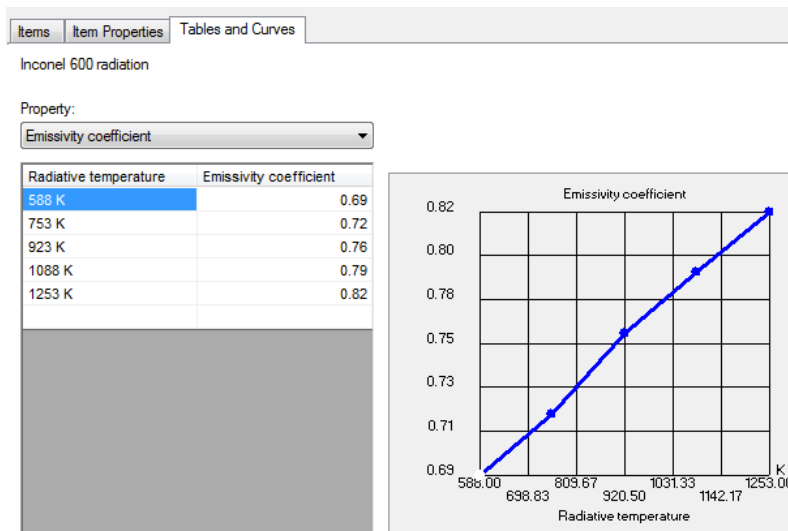 Items Item Properties Tables and Curves
Inconel 600 radiation
Property:
Emissivity coefficient
Radiative temperature Emissivity coefficient
588 K 0.69
753 K 0.72
923 K 0.76
1088 K 0.79
1253 K 0.82
Emissivity coefficient
0.82
0.80
0.78
0.75
0.73
0.71
0.69
K
588.00 809.67 1031.33 1253.00
698.83 920.50 1142.17
Radiative temperature